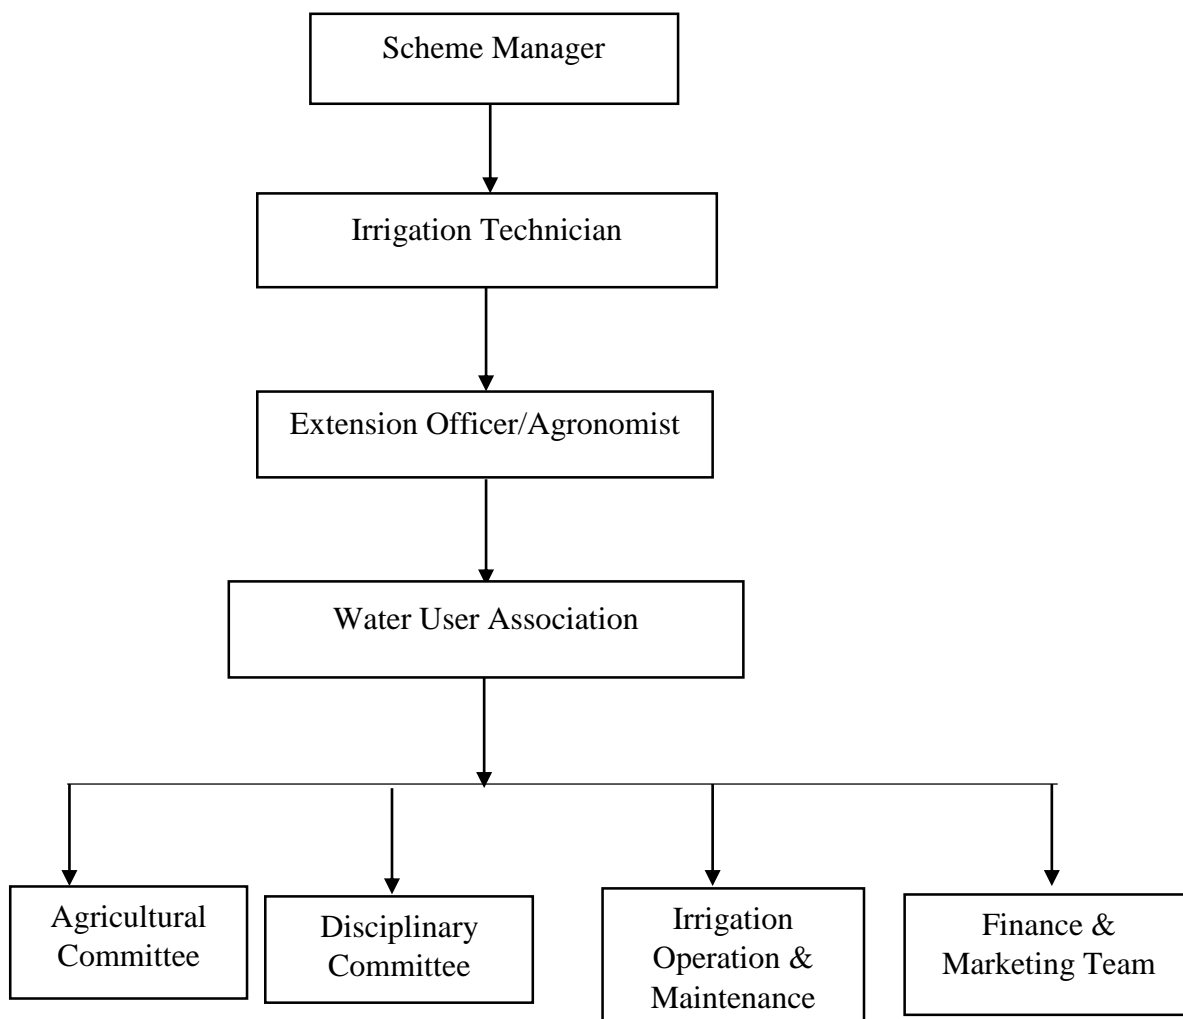 Scheme Manager
Irrigation Technician
Extension Officer/Agronomist
Water User Association
Agricultural
Committee
Disciplinary
Committee
Irrigation
Operation &
Maintenance
Finance &
Marketing Team